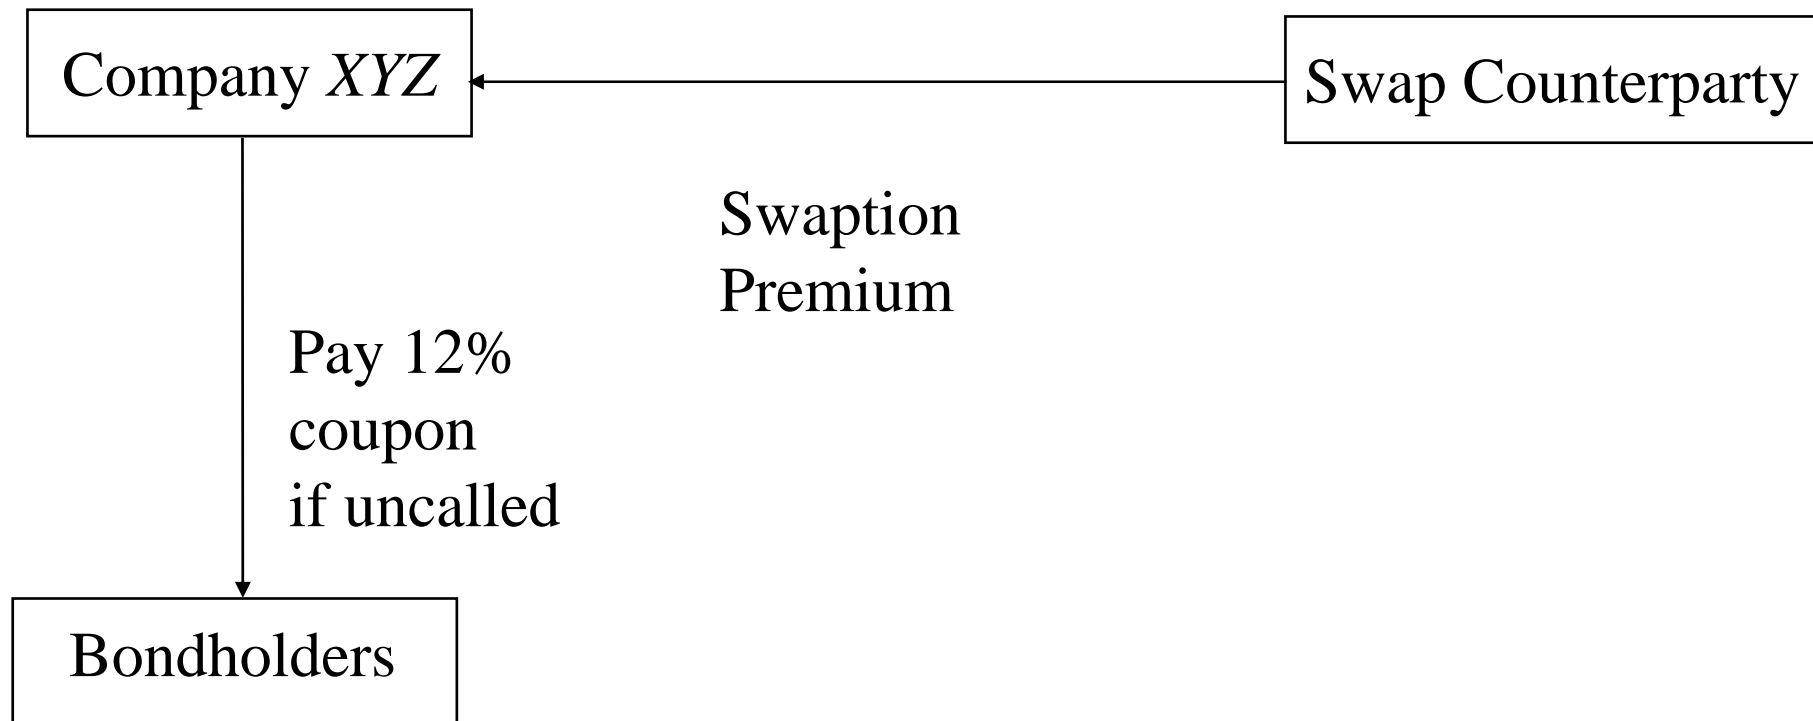 Company XYZ
Swap Counterparty
Swaption
Premium
Pay 12%
coupon
if uncalled
Bondholders